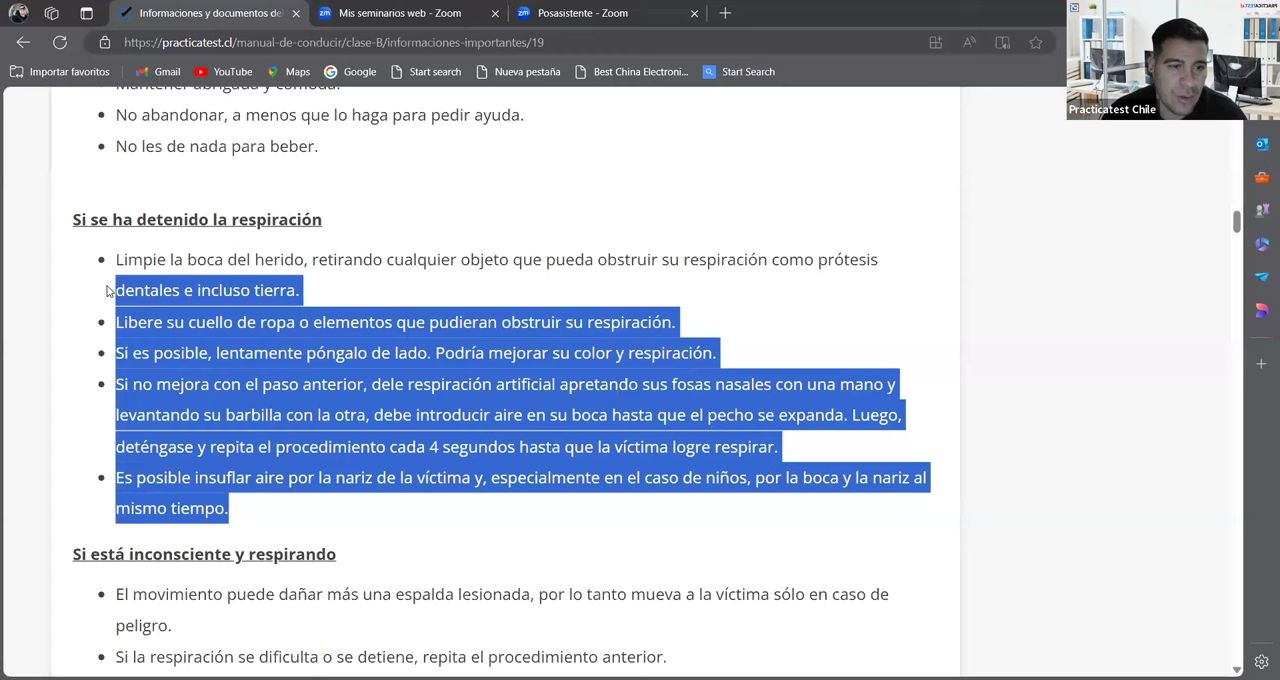 Informaciones y documentos de
Mis seminarios web - Zoom
Posasistente - Zoom
https://practicatest.cl/manual-de-conducir/clase-B/informaciones-importantes/19
Importar favoritos
Gmail
YouTube
Maps
Google
Start search
Nueva pestaña
Best China Electroni...
Start Search
Practicatest Chile
Mantener abrigada y cómoda.
No abandonar, a menos que lo haga para pedir ayuda.
No les de nada para beber.
Si se ha detenido la respiración
Limpie la boca del herido, retirando cualquier objeto que pueda obstruir su respiración como prótesis
dentales e incluso tierra.
Libere su cuello de ropa o elementos que pudieran obstruir su respiración.
Si es posible, lentamente póngalo de lado. Podría mejorar su color y respiración.
Si no mejora con el paso anterior, dele respiración artificial apretando sus fosas nasales con una mano y
levantando su barbilla con la otra, debe introducir aire en su boca hasta que el pecho se expanda. Luego,
deténgase y repita el procedimiento cada 4 segundos hasta que la víctima logre respirar.
Es posible insuflar aire por la nariz de la víctima y, especialmente en el caso de niños, por la boca y la nariz al
mismo tiempo.
Si está inconsciente y respirando
El movimiento puede dañar más una espalda lesionada, por lo tanto mueva a la víctima sólo en caso de
peligro.
Si la respiración se dificulta o se detiene, repita el procedimiento anterior.